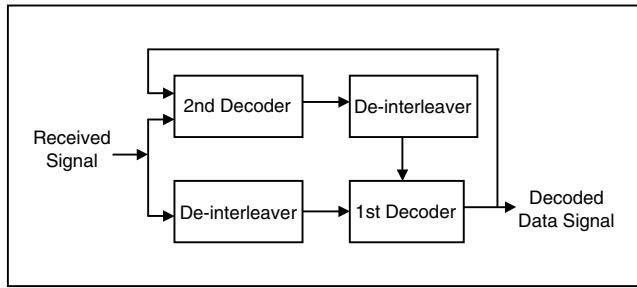 2nd Decoder
De-interleaver
Received
Signal
De-interleaver
1st Decoder
Decoded
Data Signal